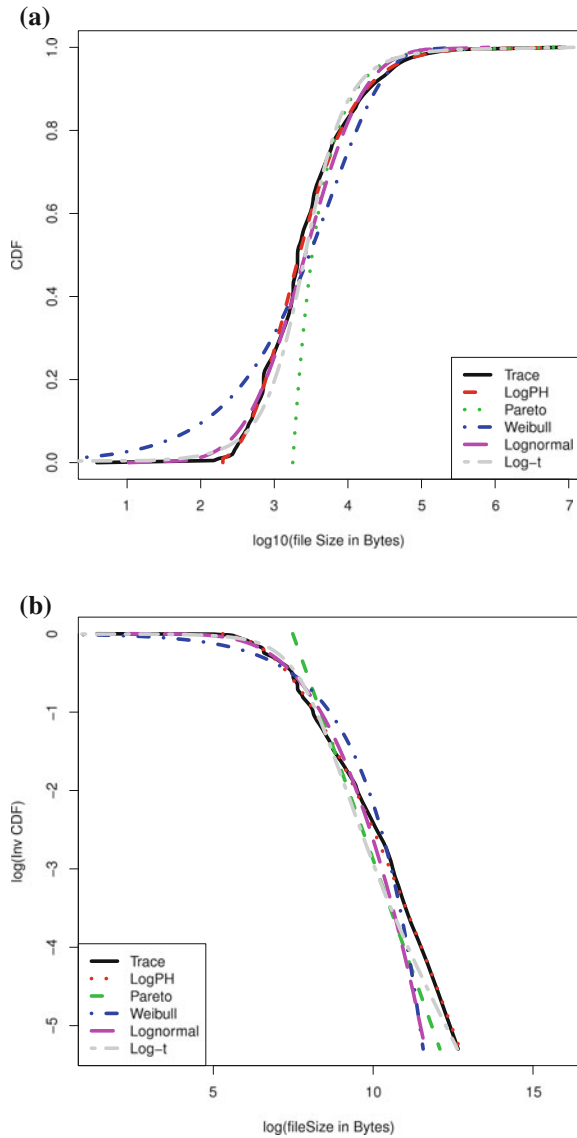 (a)
1.0
0.8
0.6
0.4
0.2
0.0
CDF
Trace
LogPH
Pareto
Weibull
Lognormal
Log-t
1 2 3 4 5 6 7
log10(file Size in Bytes)
(b)
0
-1
-2
-3
-4
-5
log(Inv CDF)
Trace
LogPH
Pareto
Weibull
Lognormal
Log-t
5 10 15
log(fileSize in Bytes)